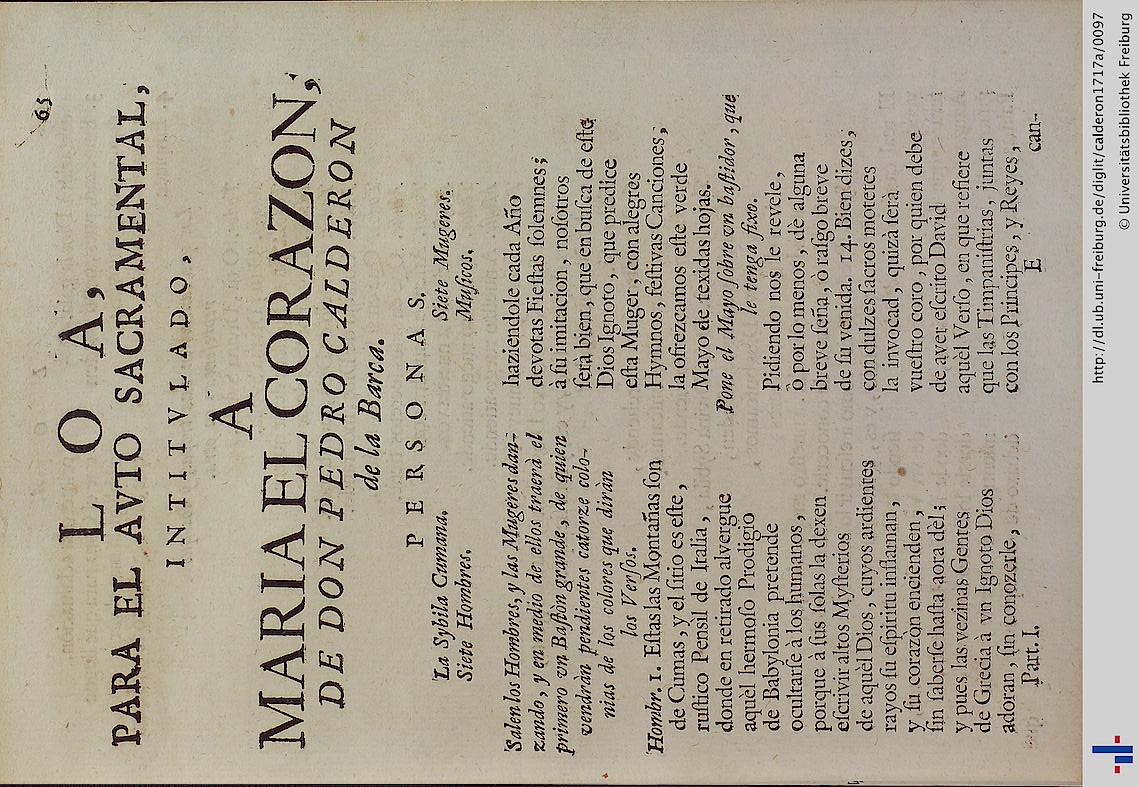 65
LOA,
PARA EL AVTO SACRAMENTAL,
INTITVLADO,
A
MARIA EL CORAZON,
DE DON PEDRO CALDERON
de la Barca.
PERSONAS.
La Sybila Cumana.
Siete Hombres.
Siete Mugeres.
Musicos.
Salen los Hombres, y las Mugeres dan-
zando, y en medio de ellos traerà el
primero vn Bastòn grande, de quien
vendràn pendientes catorze colo-
nias de los colores que diràn
los Versos.
Hombr. 1. Eſtas las Montañas ſon
de Cumas, y el ſitio es eſte,
ruſtico Pensìl de Italia,
donde en retirado alvergue
aquèl hermoſo Prodigio
de Babylonia pretende
ocultarſe à los humanos,
porque à ſus ſolas la dexen
eſcrivir altos Myſterios
de aquèl Dios, cuyos ardientes
rayos ſu eſpiritu inflaman,
y ſu corazòn encienden,
ſin ſaberſe haſta aora dèl;
y pues las vezinas Gentes
de Grecia à vn Ignoto Dios
adoran, ſin conozerle,
haziendole cada Año
devotas Fieſtas ſolemnes;
à ſu imitacion, noſotros
ſerà bien, que en buſca de eſte
Dios Ignoto, que predice
eſta Muger, con alegres
Hymnos, feſtivas Canciones,
la ofrezcamos eſte verde
Mayo de texidas hojas.
Pone el Mayo ſobre vn baſtidor, que
le tenga fixo.
Pidiendo nos le revele,
ò por lo menos, dè alguna
breve ſeña, ò raſgo breve
de ſu venida. 14. Bien dizes,
con dulzes ſacros motetes
la invocad, quizà ſerà
vueſtro coro, por quien debe
de aver eſcrito David
aquèl Verſo, en que refiere
que las Timpaniſtrias, juntas
con los Principes, y Reyes,
Part. I.
E
can-
http://dl.ub.uni-freiburg.de/diglit/calderon1717a/0097
© Universitätsbibliothek Freiburg